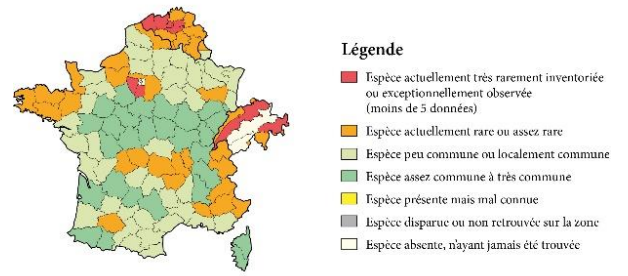 Légende
Espèce actuellement très rarement inventoriée
ou exceptionnellement observée
(moins de 5 données)
Espèce actuellement rare ou assez rare
Espèce peu commune ou localement commune
Espèce assez commune à très commune
Espèce présente mais mal connue
Espèce disparue ou non retrouvée sur la zone
Espèce absente, n'ayant jamais été trouvée